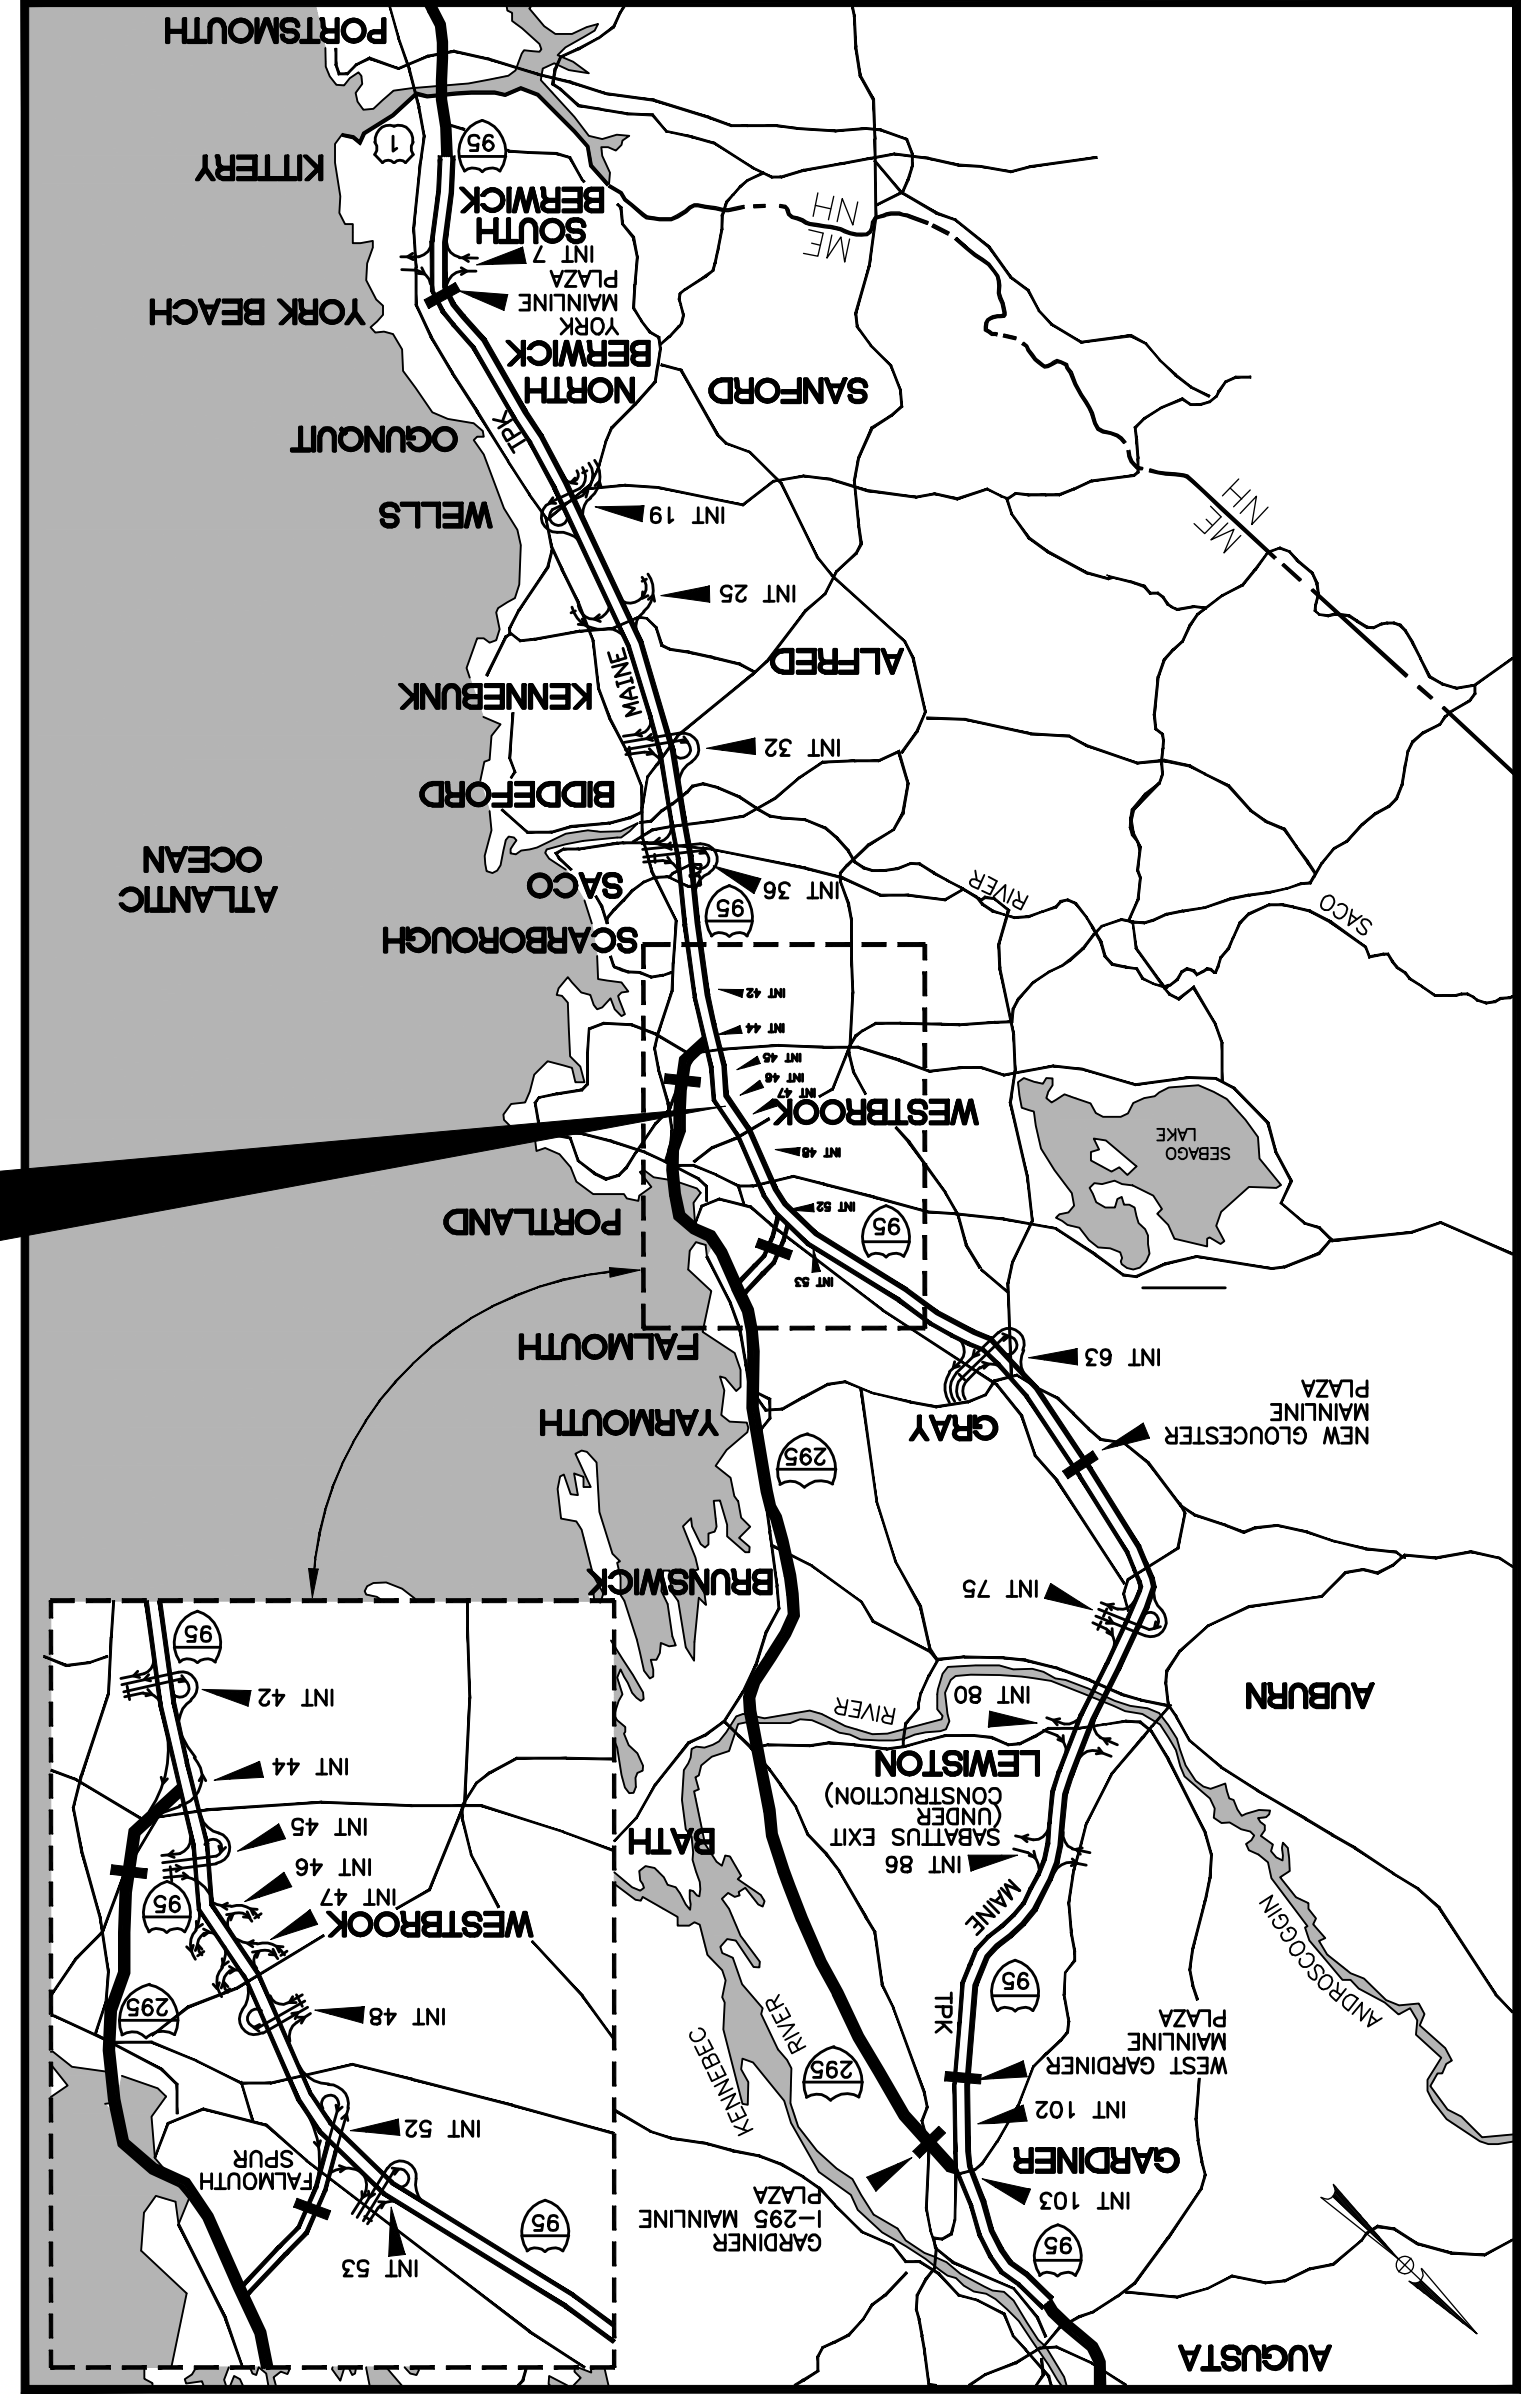 AUGUSTA
95
INT 103
GARDINER
INT 102
WEST GARDINER
MAINLINE
PLAZA
GARDINER
I-295 MAINLINE
PLAZA
295
KENNEBEC
RIVER
TPK
95
MAINE
ANDROSCOGGIN
INT 86
SABATTUS EXIT
(UNDER
CONSTRUCTION)
BATH
LEWISTON
INT 80
RIVER
AUBURN
INT 75
BRUNSWICK
295
NEW GLOUCESTER
MAINLINE
PLAZA
GRAY
YARMOUTH
INT 63
FALMOUTH
INT 53
95
INT 52
PORTLAND
INT 48
SEBAGO
LAKE
WESTBROOK
INT 47
INT 46
INT 45
INT 44
INT 42
SCARBOROUGH
95
SACO
RIVER
INT 36
SACO
ATLANTIC
OCEAN
BIDDEFORD
INT 32
KENNEBUNK
MAINE
ALFRED
INT 25
INT 19
WELLS
ME
NH
OGUNQUIT
TPK
SANFORD
NORTH
BERWICK
YORK
MAINLINE
PLAZA
YORK BEACH
INT 7
SOUTH
BERWICK
ME
NH
KITTERY
95
1
PORTSMOUTH
INT 53
95
FALMOUTH
SPUR
INT 52
INT 48
295
WESTBROOK
INT 47
INT 46
95
INT 45
INT 44
INT 42
95